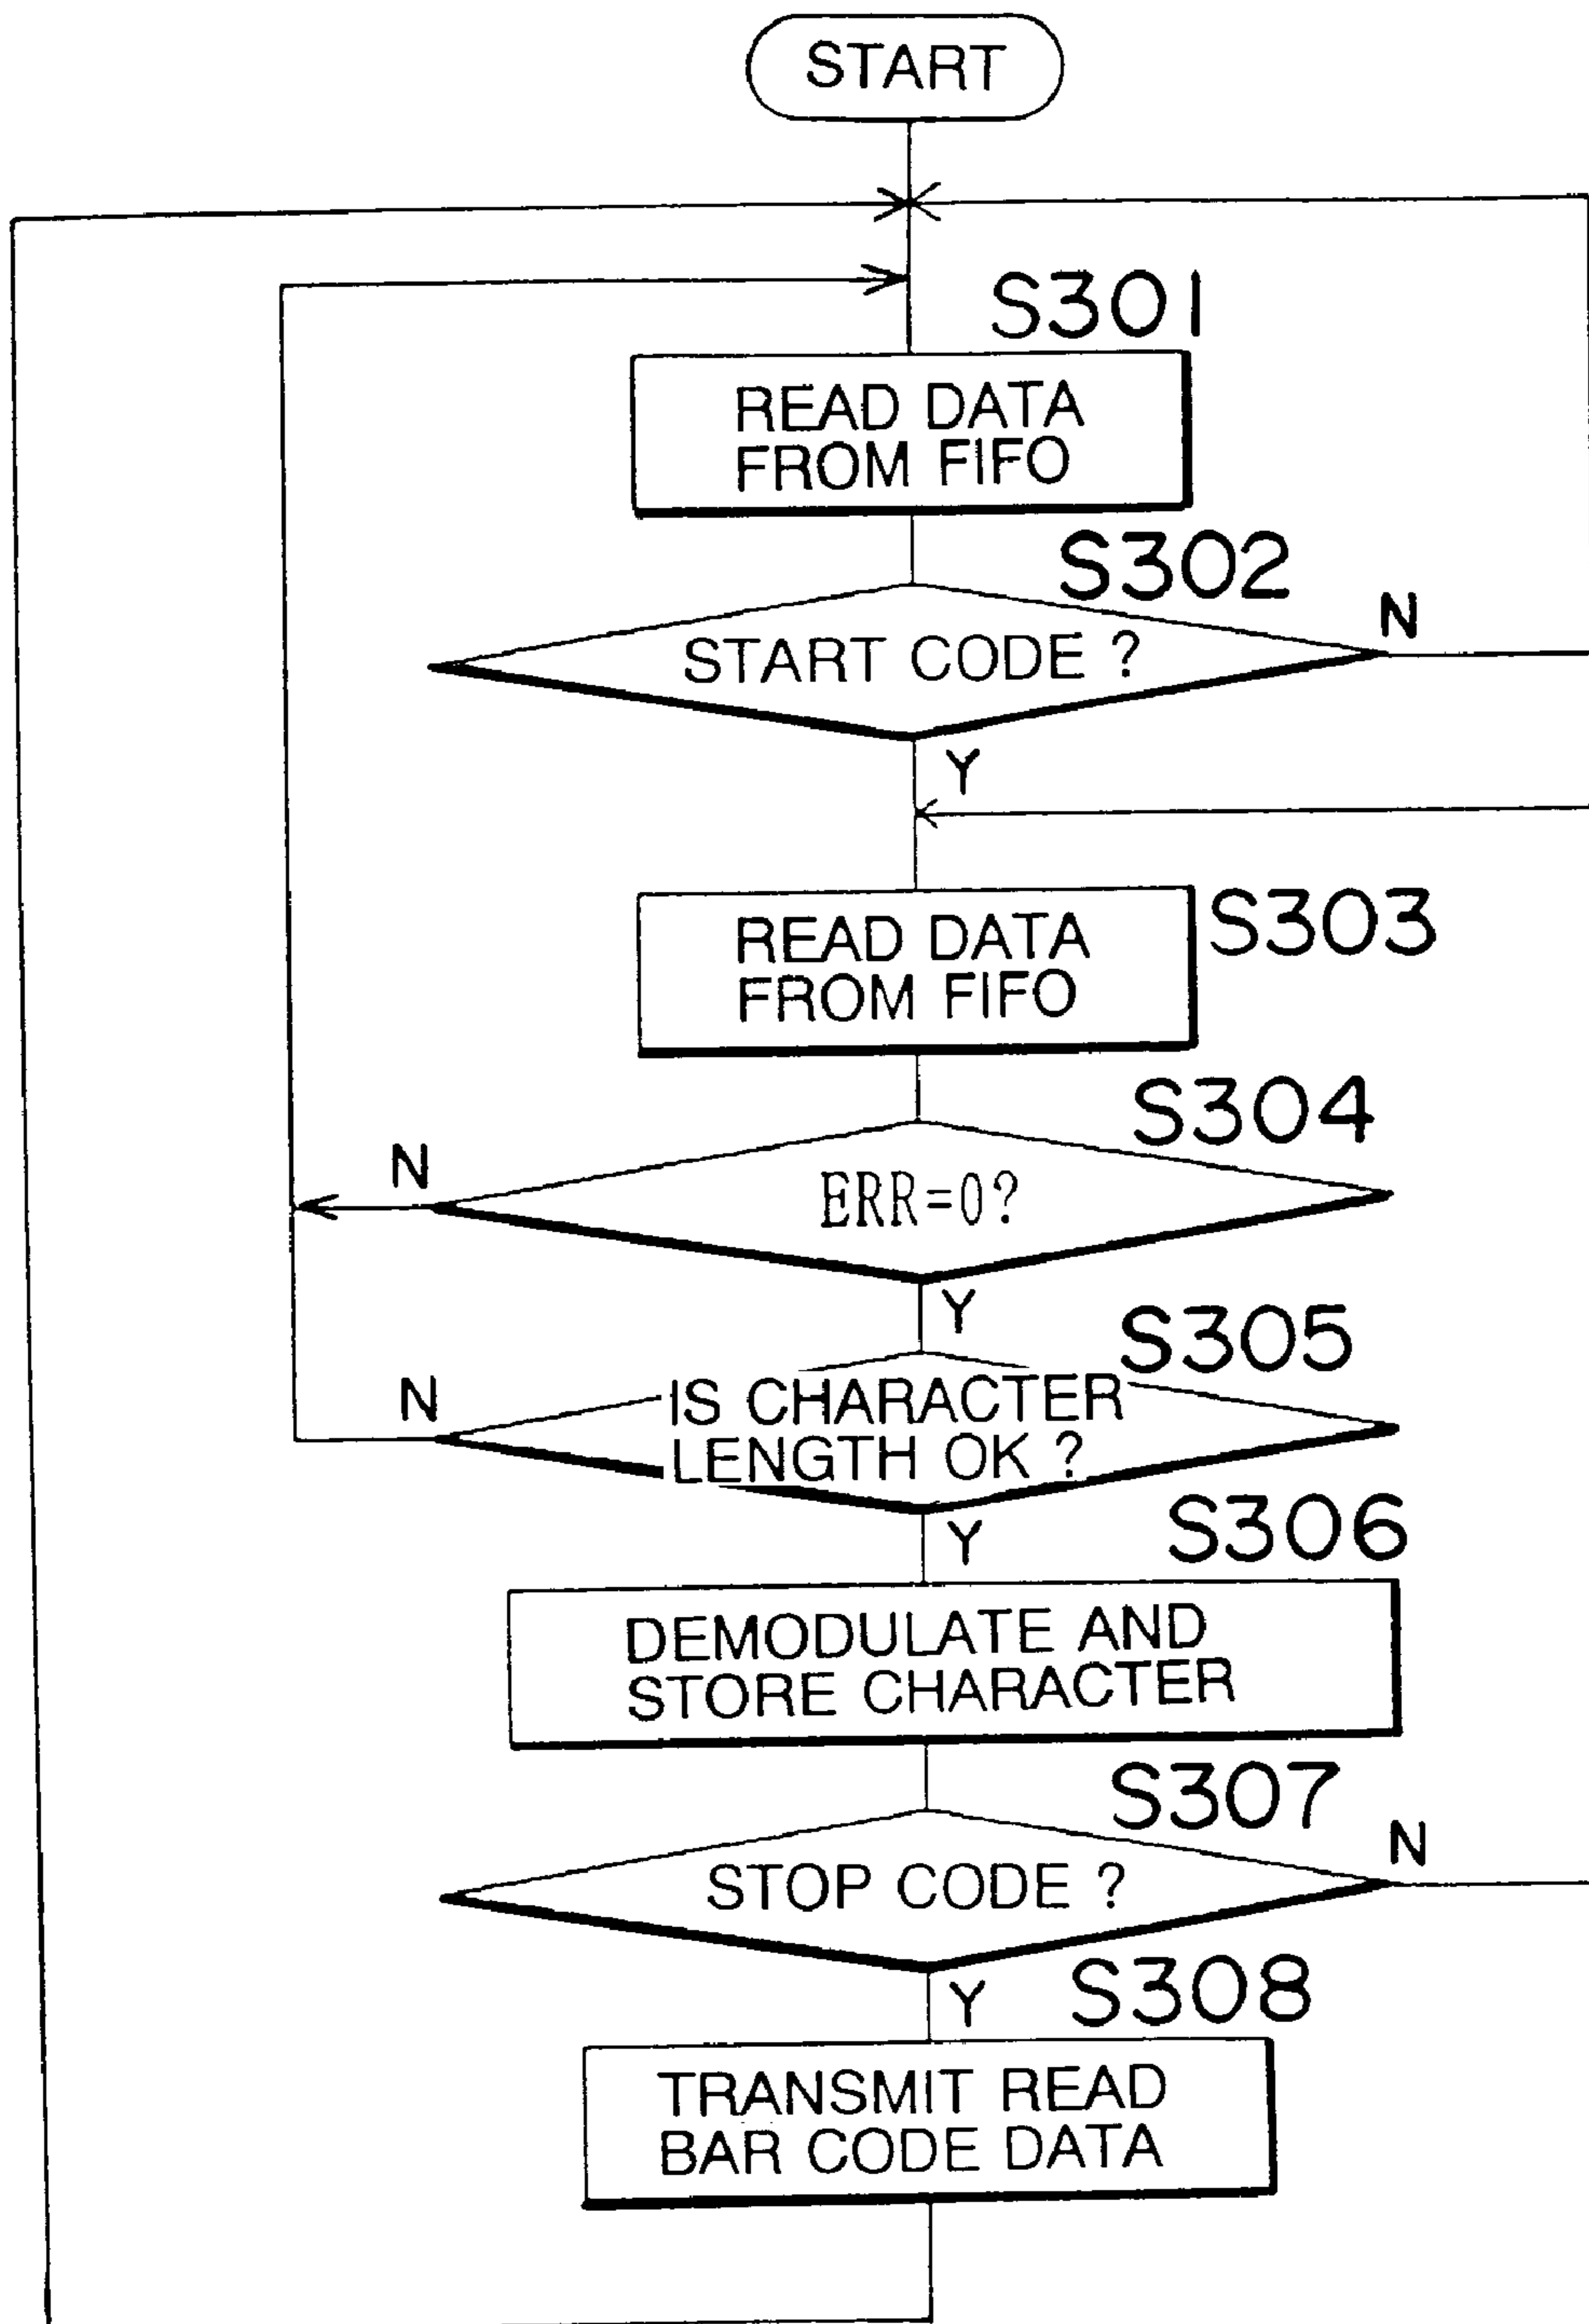 START
S301
READ DATA
FROM FIFO
S302
START CODE ?
N
Y
S303
READ DATA
FROM FIFO
S304
N
ERR=0?
Y
S305
N
IS CHARACTER
LENGTH OK ?
Y
S306
DEMODULATE AND
STORE CHARACTER
S307
N
STOP CODE ?
Y
S308
TRANSMIT READ
BAR CODE DATA